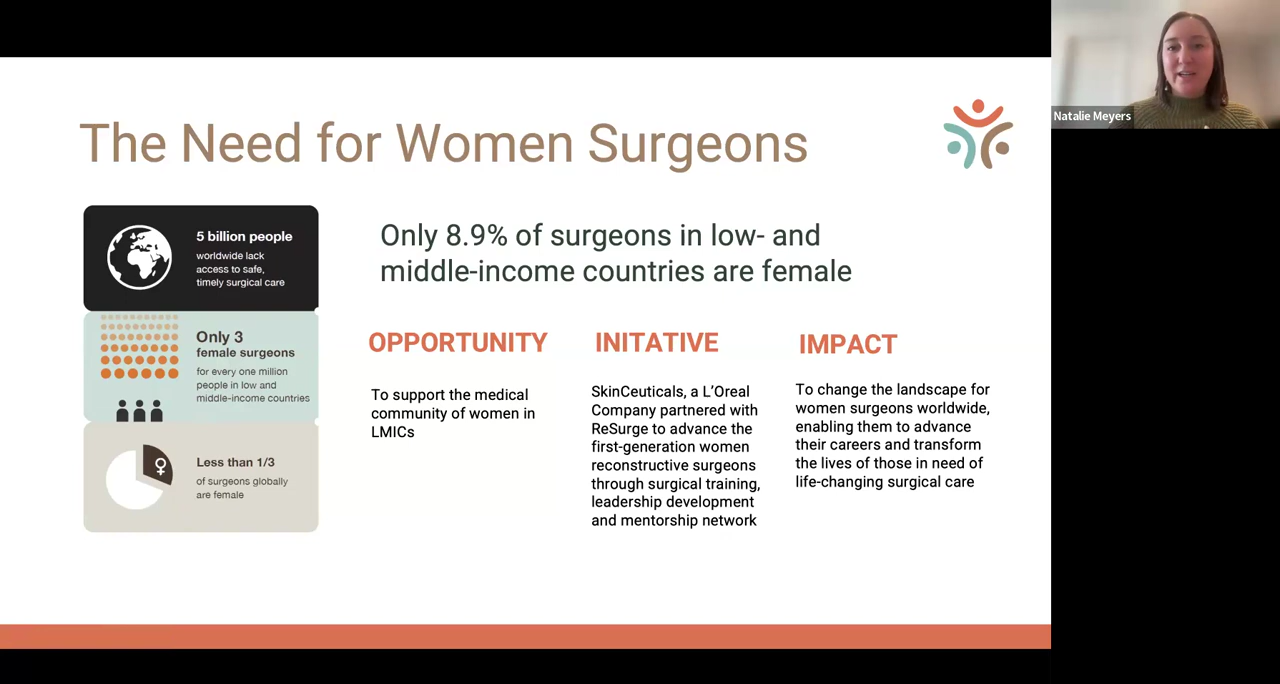 The Need for Women Surgeons
5 billion people
worldwide lack
access to safe,
timely surgical care
Only 3
female surgeons
for every one million
people in low and
middle-income countries
Less than 1/3
of surgeons globally
are female
Only 8.9% of surgeons in low- and
middle-income countries are female
OPPORTUNITY
To support the medical
community of women in
LMICs
INITATIVE
SkinCeuticals, a L’Oreal
Company partnered with
ReSurge to advance the
first-generation women
reconstructive surgeons
through surgical training,
leadership development
and mentorship network
IMPACT
To change the landscape for
women surgeons worldwide,
enabling them to advance
their careers and transform
the lives of those in need of
life-changing surgical care
Natalie Meyers